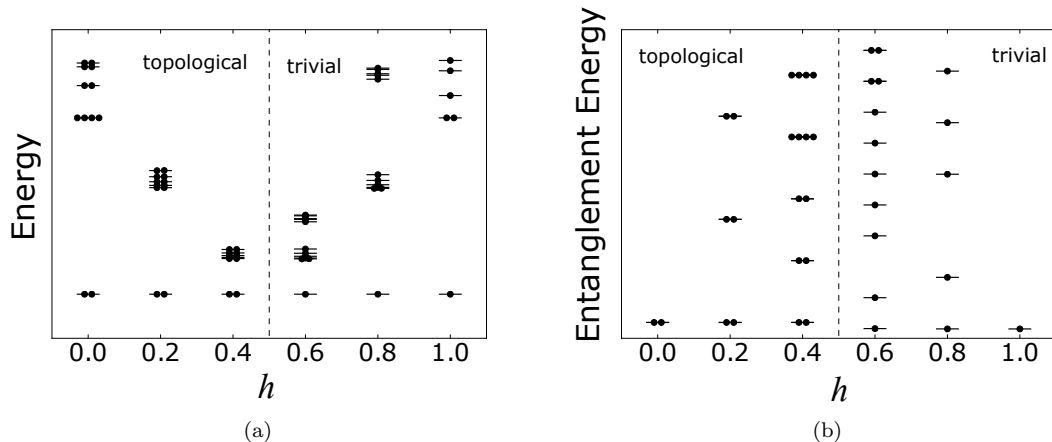 Energy
topological
trivial
0.0 0.2 0.4 0.6 0.8 1.0
h
(a)
Entanglement Energy
topological
trivial
0.0 0.2 0.4 0.6 0.8 1.0
h
(b)